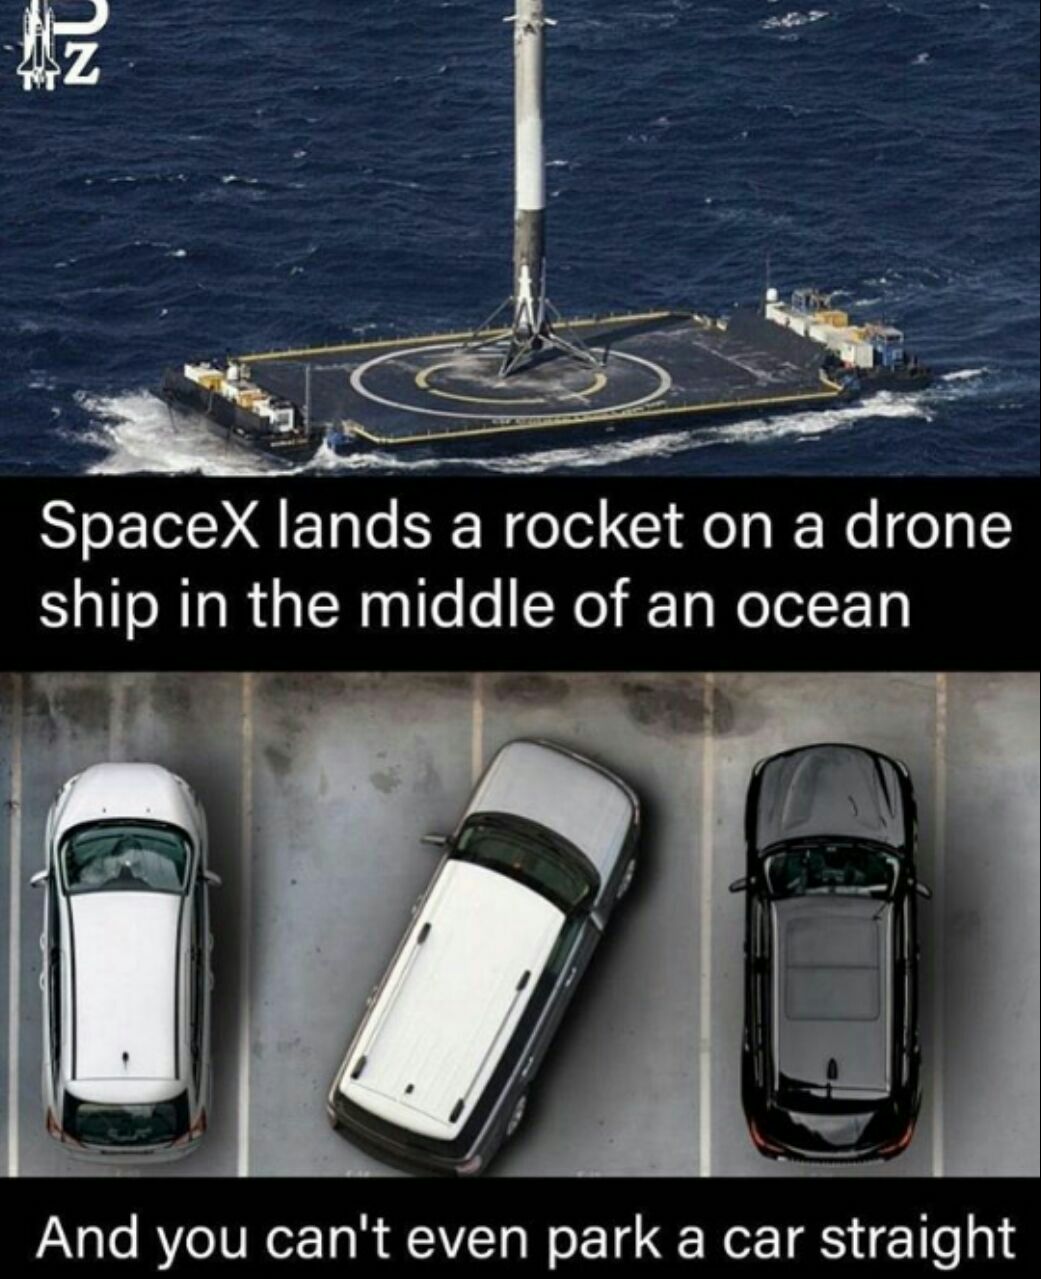 Z
SpaceX lands a rocket on a drone
ship in the middle of an ocean
And you can't even park a car straight